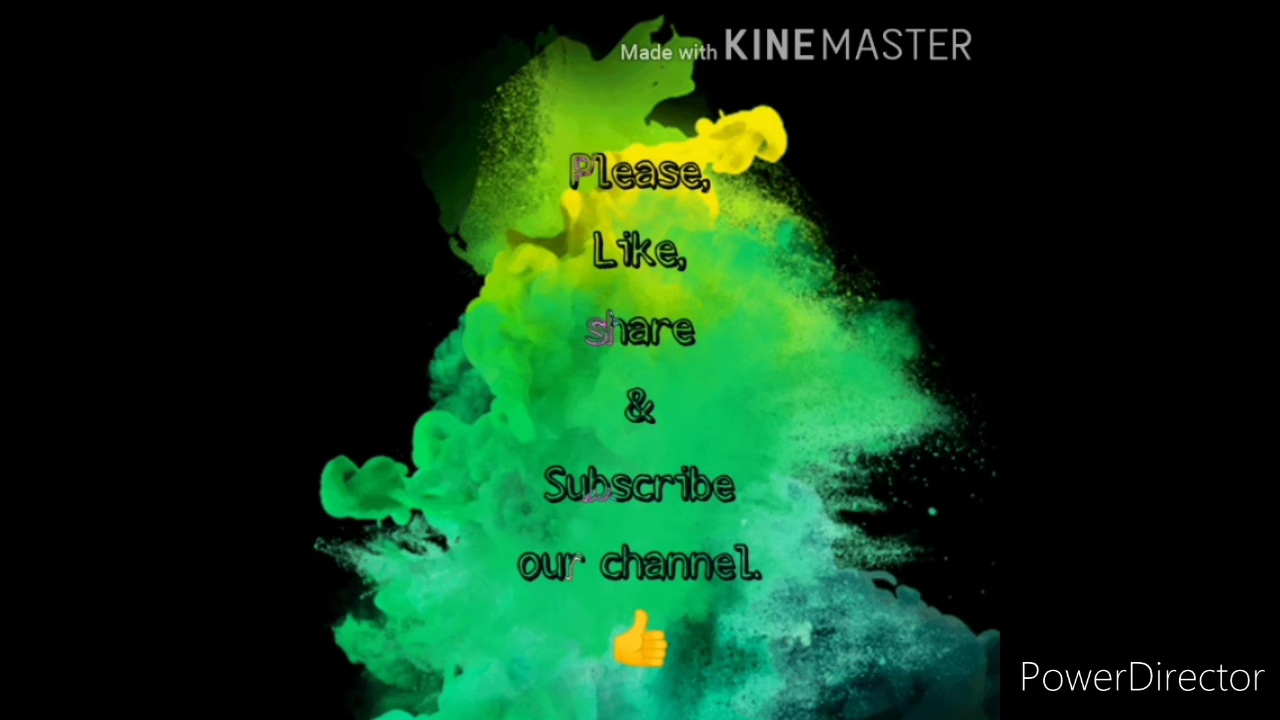 Made with KINEMASTER
Please,
Like,
share
&
Subscribe
our channel.
PowerDirector